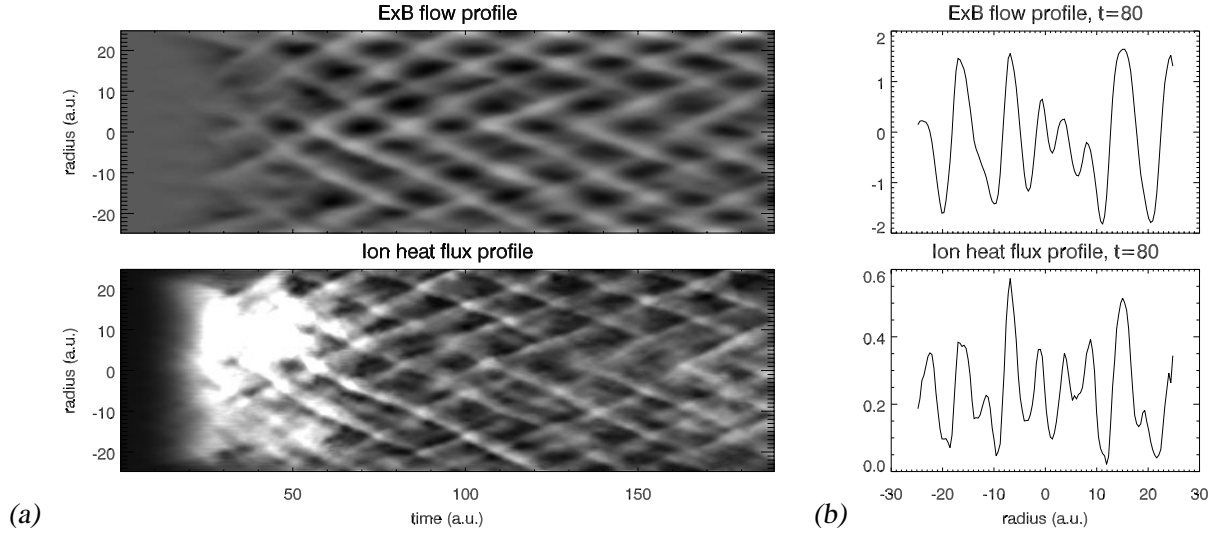 ExB flow profile
20
10
0
-10
-20
radius (a.u.)
Ion heat flux profile
20
10
0
-10
-20
radius (a.u.)
50 100 150
time (a.u.)
(a)
ExB flow profile, t=80
2
1
0
-1
-2
Ion heat flux profile, t=80
0.6
0.4
0.2
0.0
-30 -20 -10 0 10 20 30
radius (a.u.)
(b)